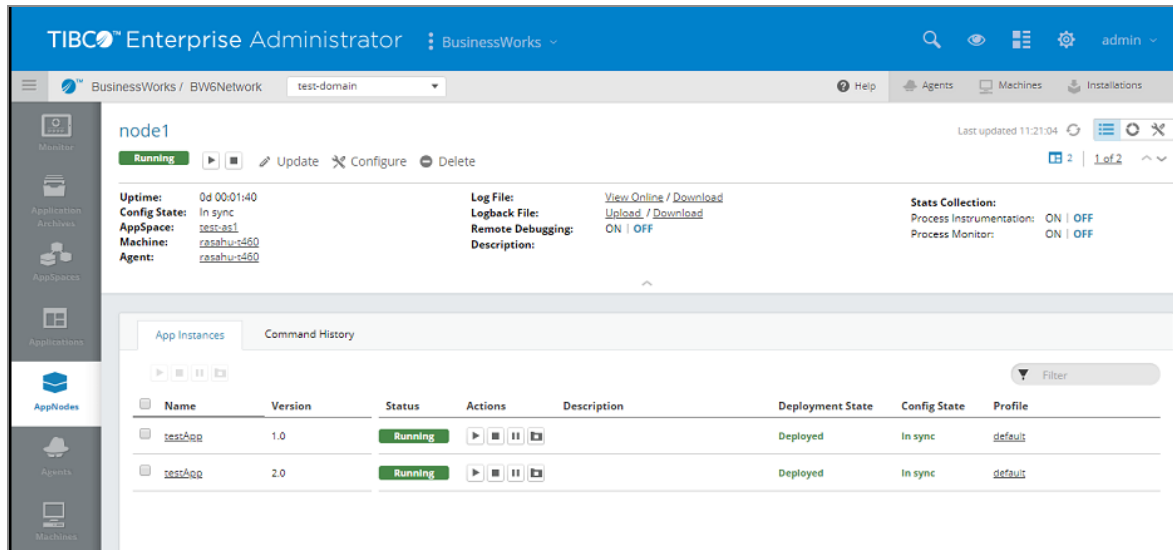 TIBCO™ Enterprise Administrator BusinessWorks admin
BusinessWorks / BW6Network test-domain Help Agents Machines Installations
Monitor
Application Archives
AppSpaces
Applications
AppNodes
Agents
Machines
node1 Last updated 11:21:04
Running Update Configure Delete 2 1 of 2
Uptime: 0d 00:01:40
Config State: In sync
AppSpace: test-as1
Machine: rasahu-t460
Agent: rasahu-t460
Log File: View Online / Download
Logback File: Upload / Download
Remote Debugging: ON | OFF
Description:
Stats Collection:
Process Instrumentation: ON | OFF
Process Monitor: ON | OFF
App Instances Command History
Filter
Name Version Status Actions Description Deployment State Config State Profile
testApp 1.0 Running Deployed In sync default
testApp 2.0 Running Deployed In sync default